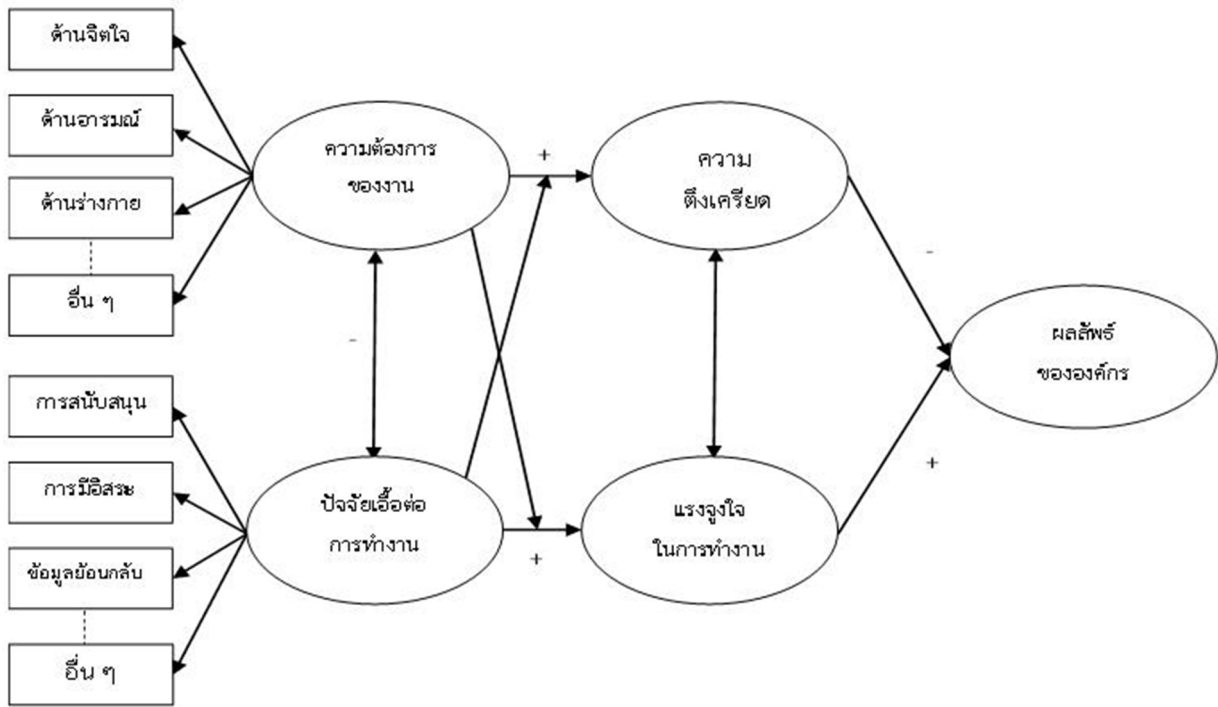 ด้านจิตใจ
ด้านอารมณ์
ด้านร่างกาย
อื่น ๆ
การสนับสนุน
การมีอิสระ
ข้อมูลย้อนกลับ
อื่น ๆ
ความต้องการ
ของงาน
-
ปัจจัยเอื้อต่อ
การทำงาน
+
+
ความ
ตึงเครียด
แรงจูงใจ
ในการทำงาน
-
+
ผลลัพธ์
ขององค์กร